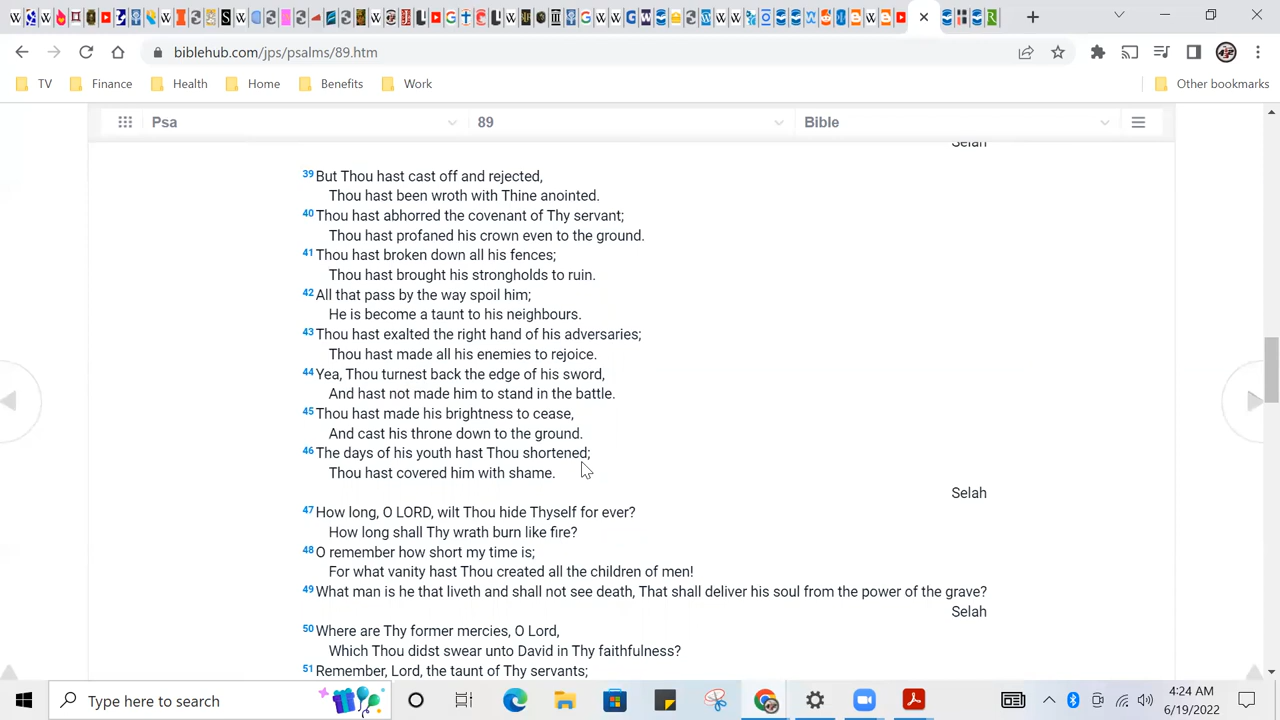 biblehub.com/jps/psalms/89.htm
TV
Finance
Health
Home
Benefits
Work
Other bookmarks
Psa
89
Bible
Selah
39 But Thou hast cast off and rejected,
Thou hast been wroth with Thine anointed.
40 Thou hast abhorred the covenant of Thy servant;
Thou hast profaned his crown even to the ground.
41 Thou hast broken down all his fences;
Thou hast brought his strongholds to ruin.
42 All that pass by the way spoil him;
He is become a taunt to his neighbours.
43 Thou hast exalted the right hand of his adversaries;
Thou hast made all his enemies to rejoice.
44 Yea, Thou turnest back the edge of his sword,
And hast not made him to stand in the battle.
45 Thou hast made his brightness to cease,
And cast his throne down to the ground.
46 The days of his youth hast Thou shortened;
Thou hast covered him with shame.
Selah
47 How long, O LORD, wilt Thou hide Thyself for ever?
How long shall Thy wrath burn like fire?
48 O remember how short my time is;
For what vanity hast Thou created all the children of men!
49 What man is he that liveth and shall not see death, That shall deliver his soul from the power of the grave?
Selah
50 Where are Thy former mercies, O Lord,
Which Thou didst swear unto David in Thy faithfulness?
51 Remember, Lord, the taunt of Thy servants;
Type here to search
4:24 AM
6/19/2022